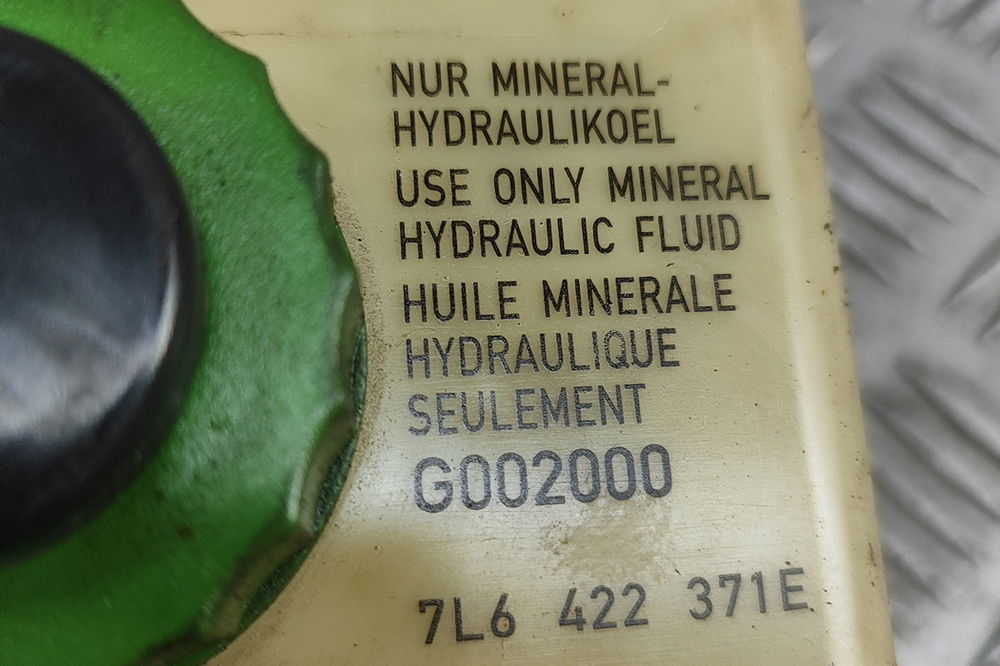 NUR MINERAL-
HYDRAULIKOEL
USE ONLY MINERAL
HYDRAULIC FLUID
HUILE MINERALE
HYDRAULIQUE
SEULEMENT
G002000
7L6 422 371E